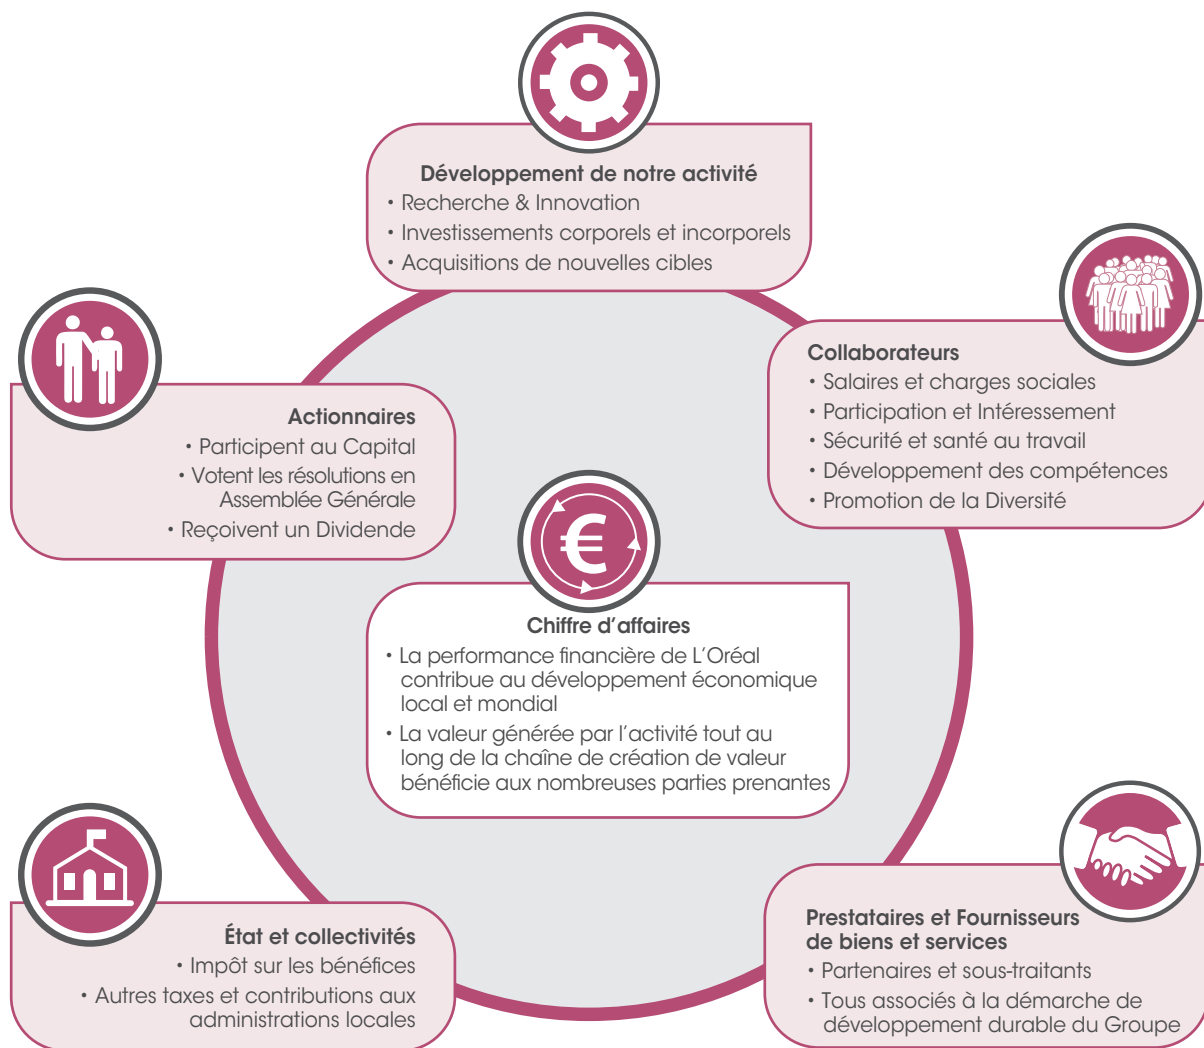 Développement de notre activité
• Recherche & Innovation
• Investissements corporels et incorporels
• Acquisitions de nouvelles cibles
Collaborateurs
• Salaires et charges sociales
• Participation et Intéressement
• Sécurité et santé au travail
• Développement des compétences
• Promotion de la Diversité
Actionnaires
• Participent au Capital
• Votent les résolutions en
Assemblée Générale
• Reçoivent un Dividende
€
Chiffre d’affaires
• La performance financière de L’Oréal
contribue au développement économique
local et mondial
• La valeur générée par l’activité tout au
long de la chaîne de création de valeur
bénéficie aux nombreuses parties prenantes
État et collectivités
• Impôt sur les bénéfices
• Autres taxes et contributions aux
administrations locales
Prestataires et Fournisseurs
de biens et services
• Partenaires et sous-traitants
• Tous associés à la démarche de
développement durable du Groupe